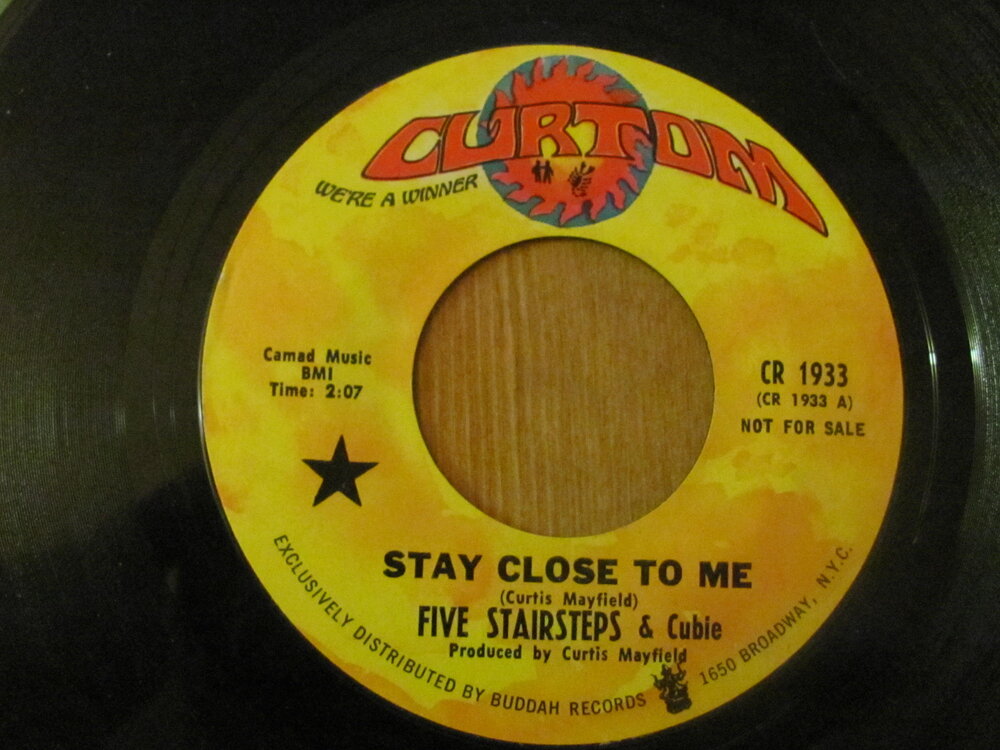 CURTOM
WE'RE A WINNER
Camad Music
BMI
Time: 2:07
CR 1933
(CR 1933 A)
NOT FOR SALE
STAY CLOSE TO ME
(Curtis Mayfield)
FIVE STAIRSTEPS & Cubie
Produced by Curtis Mayfield
EXCLUSIVELY DISTRIBUTED BY BUDDAH RECORDS 1650 BROADWAY, N.Y.C.